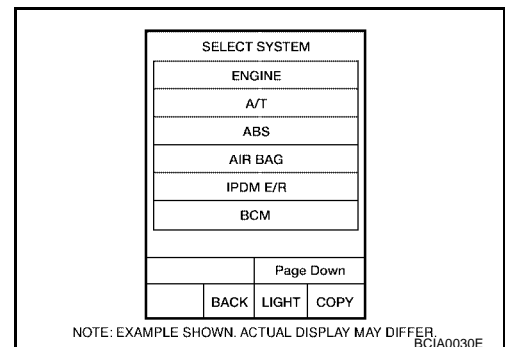 SELECT SYSTEM
ENGINE
A/T
ABS
AIR BAG
IPDM E/R
BCM
Page Down
BACK LIGHT COPY
NOTE: EXAMPLE SHOWN. ACTUAL DISPLAY MAY DIFFER.
BCIA0030E